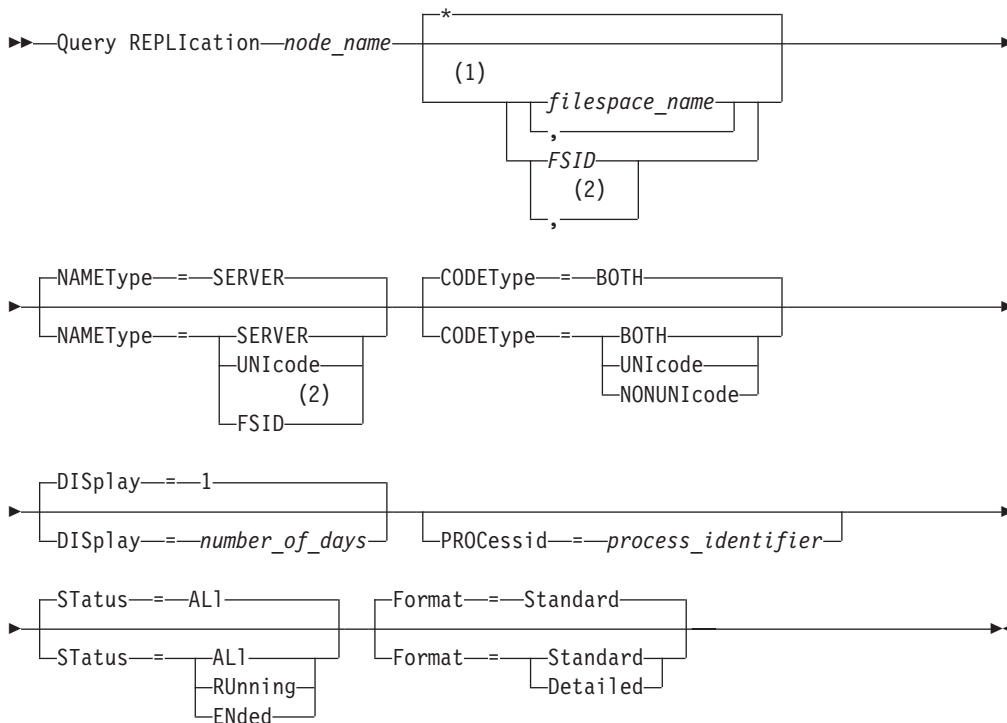 Query REPLIcation node_name *
(1)
filespace_name
,
FSID
(2)
,
NAMEType = SERVER CODEType = BOTH
NAMEType = SERVER CODEType = BOTH
UNIcode UNIcode
(2) NONUNIcode
FSID
DISplay = 1
DISplay = number_of_days PROCessid = process_identifier
STatus = ALl Format = Standard
STatus = ALl Format = Standard
RUnning Detailed
ENded